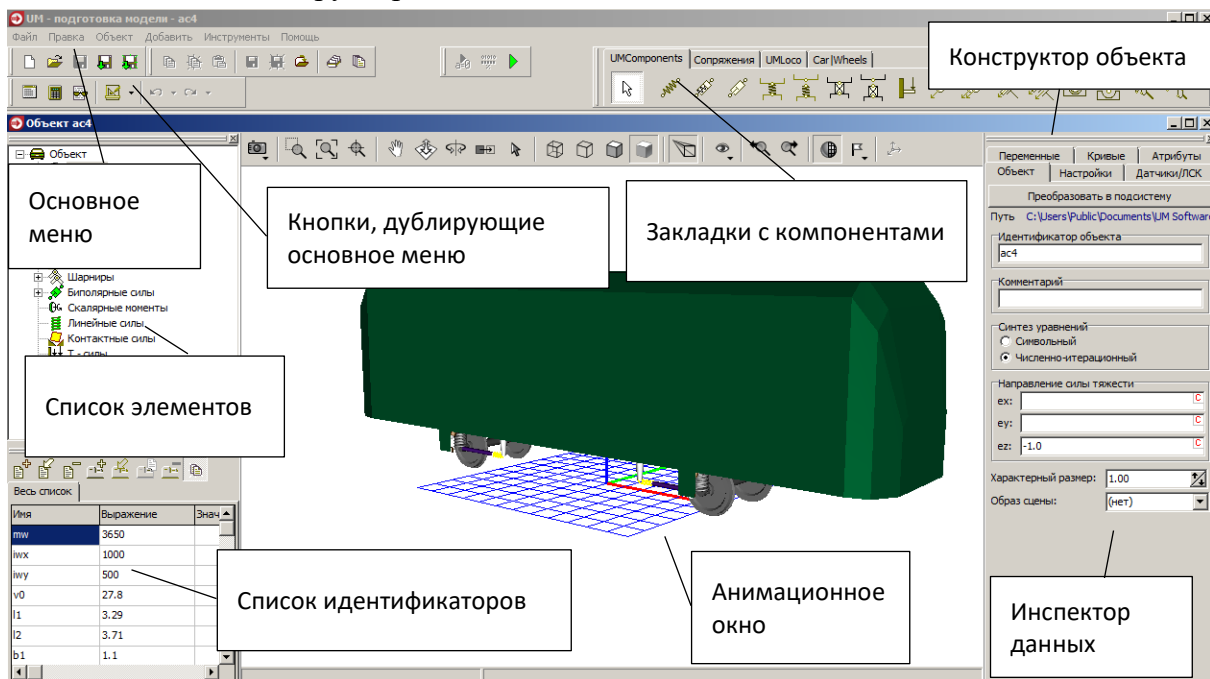 UM - подготовка модели - ac4
Файл Правка Объект Добавить Инструменты Помощь
UMComponents Сопряжения UMLoco Car|Wheels
Конструктор объекта
Объект ac4
Объект
Основное
меню
Кнопки, дублирующие
основное меню
Закладки с компонентами
Шарниры
Биполярные силы
Скалярные моменты
Линейные силы
Контактные силы
Т - силы
Список элементов
Весь список
Имя Выражение Знач
mw 3650
iwx 1000
iwy 500
v0 27.8
l1 3.29
l2 3.71
b1 1.1
Список идентификаторов
Анимационное
окно
Переменные Кривые Атрибуты
Объект Настройки Датчики/ЛСК
Преобразовать в подсистему
Путь C:\Users\Public\Documents\UM Software
Идентификатор объекта
ac4
Комментарий
Синтез уравнений
Символьный
Численно-итерационный
Направление силы тяжести
ex: C
ey: C
ez: -1.0 C
Характерный размер: 1.00
Образ сцены: (нет)
Инспектор
данных